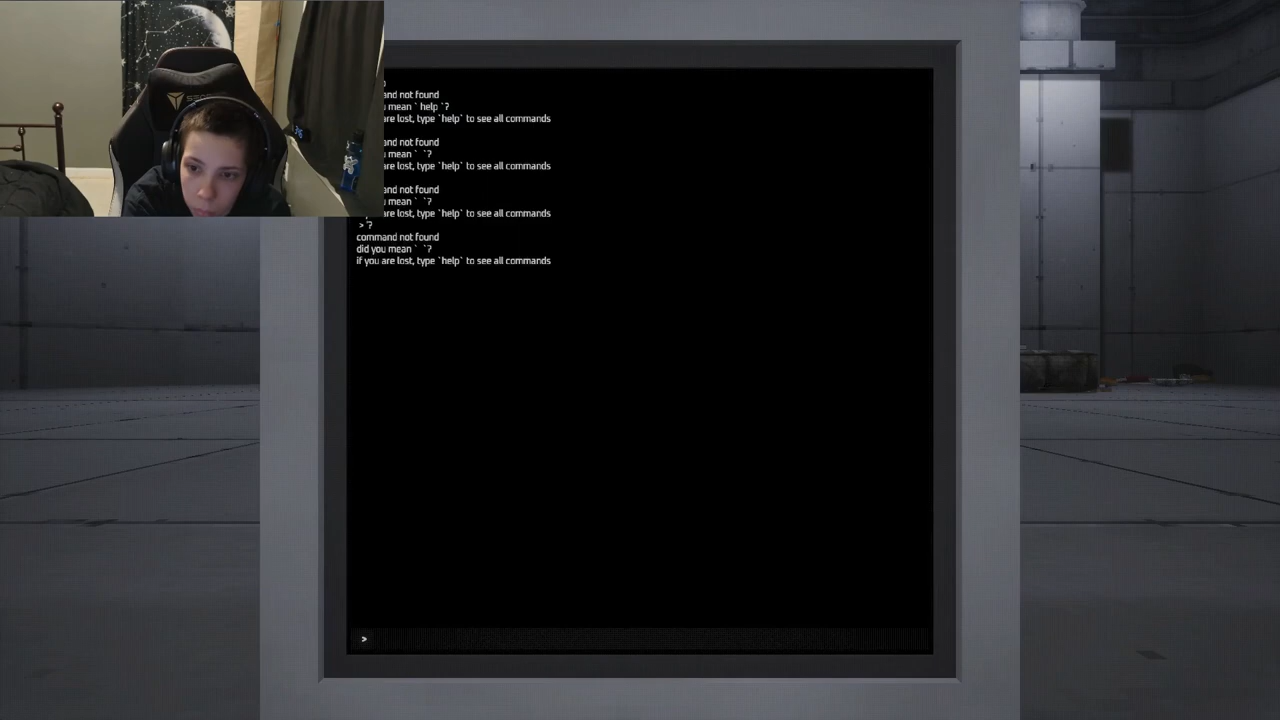 and not found
mean ` help `?
are lost, type `help` to see all commands
and not found
mean ` `?
are lost, type `help` to see all commands
and not found
mean ` `?
are lost, type `help` to see all commands
> ?
command not found
did you mean ` `?
if you are lost, type `help` to see all commands
>